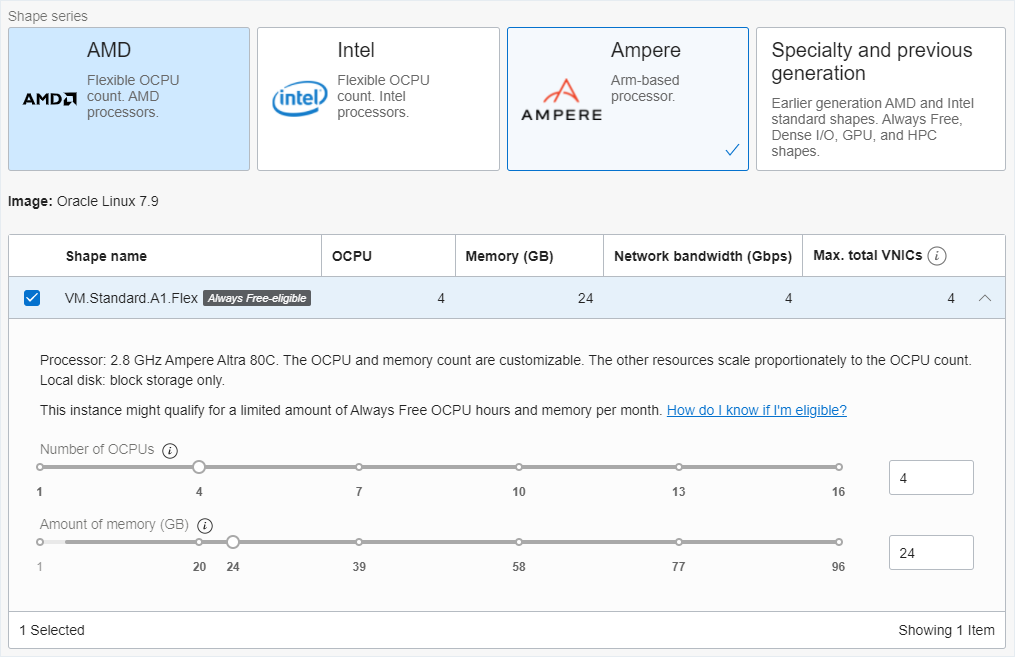 Shape series
AMD
Flexible OCPU
count. AMD
processors.
AMD
Intel
Flexible OCPU
count. Intel
processors.
intel
Ampere
Arm-based
processor.
AMPERE
Specialty and previous
generation
Earlier generation AMD and Intel
standard shapes. Always Free,
Dense I/O, GPU, and HPC
shapes.
Image: Oracle Linux 7.9
Shape name OCPU Memory (GB) Network bandwidth (Gbps) Max. total VNICs i
VM.Standard.A1.Flex Always Free-eligible 4 24 4 4
Processor: 2.8 GHz Ampere Altra 80C. The OCPU and memory count are customizable. The other resources scale proportionately to the OCPU count.
Local disk: block storage only.
This instance might qualify for a limited amount of Always Free OCPU hours and memory per month. How do I know if I'm eligible?
Number of OCPUs i
1 4 7 10 13 16
4
Amount of memory (GB) i
1 20 24 39 58 77 96
24
1 Selected
Showing 1 Item